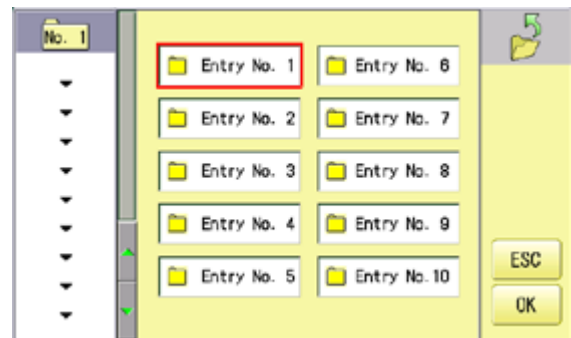 No. 1
Entry No. 1
Entry No. 6
Entry No. 2
Entry No. 7
Entry No. 3
Entry No. 8
Entry No. 4
Entry No. 9
Entry No. 5
Entry No.10
ESC
OK